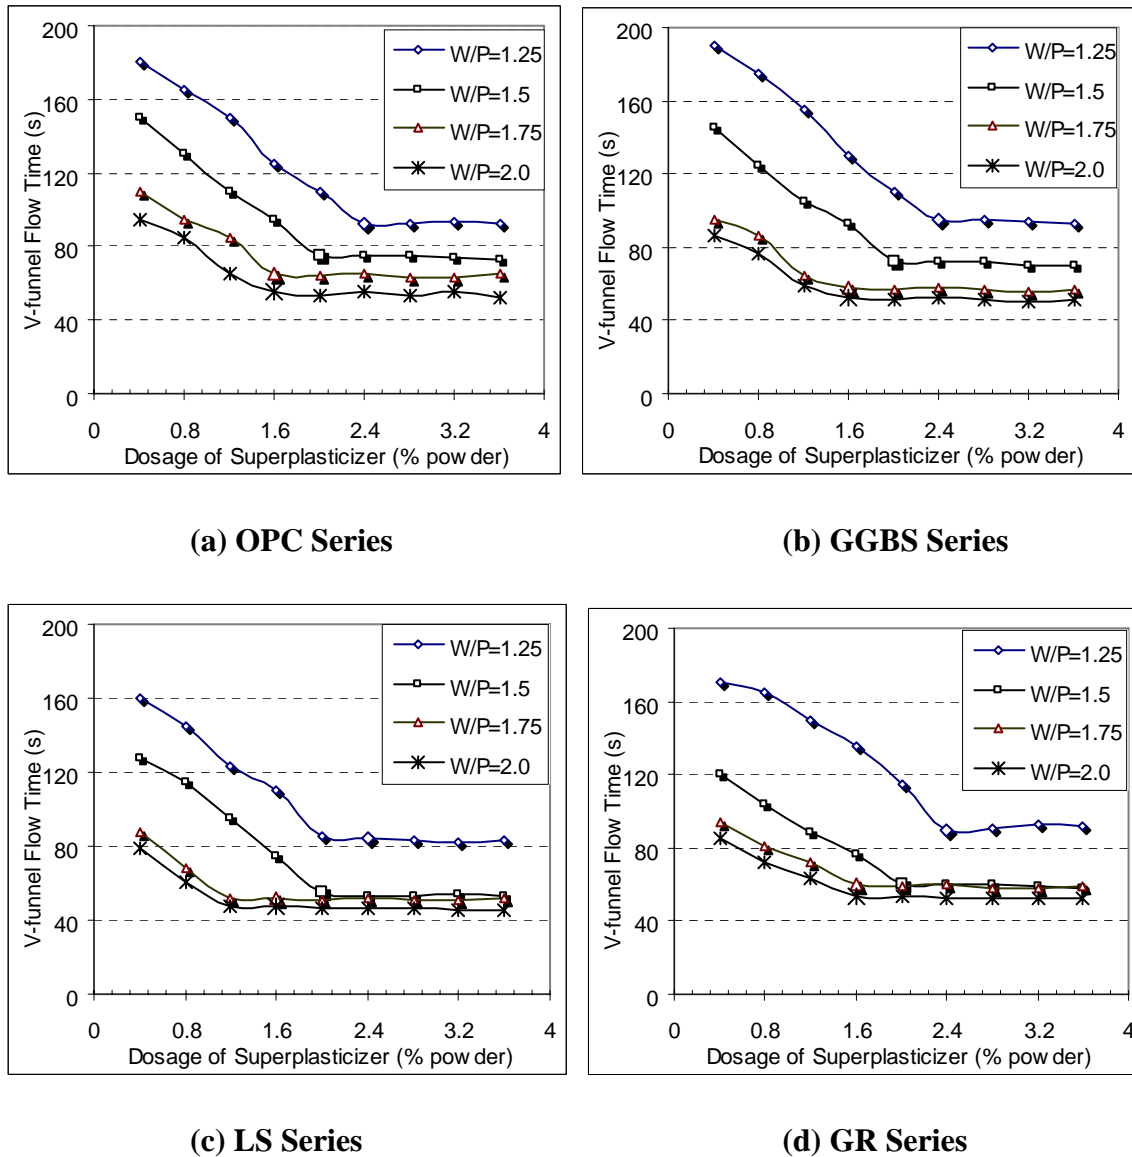 200
160
120
80
40
0
V-funnel Flow Time (s)
W/P=1.25
W/P=1.5
W/P=1.75
W/P=2.0
0 0.8 1.6 2.4 3.2 4
Dosage of Superplasticizer (% pow der)
(a) OPC Series
200
160
120
80
40
0
V-funnel Flow Time (s)
W/P=1.25
W/P=1.5
W/P=1.75
W/P=2.0
0 0.8 1.6 2.4 3.2 4
Dosage of Superplasticizer (% pow der)
(b) GGBS Series
200
160
120
80
40
0
V-funnel Flow Time (s)
W/P=1.25
W/P=1.5
W/P=1.75
W/P=2.0
0 0.8 1.6 2.4 3.2 4
Dosage of Superplasticizer (% pow der)
(c) LS Series
200
160
120
80
40
0
V-funnel Flow Time (s)
W/P=1.25
W/P=1.5
W/P=1.75
W/P=2.0
0 0.8 1.6 2.4 3.2 4
Dosage of Superplasticizer (% pow der)
(d) GR Series